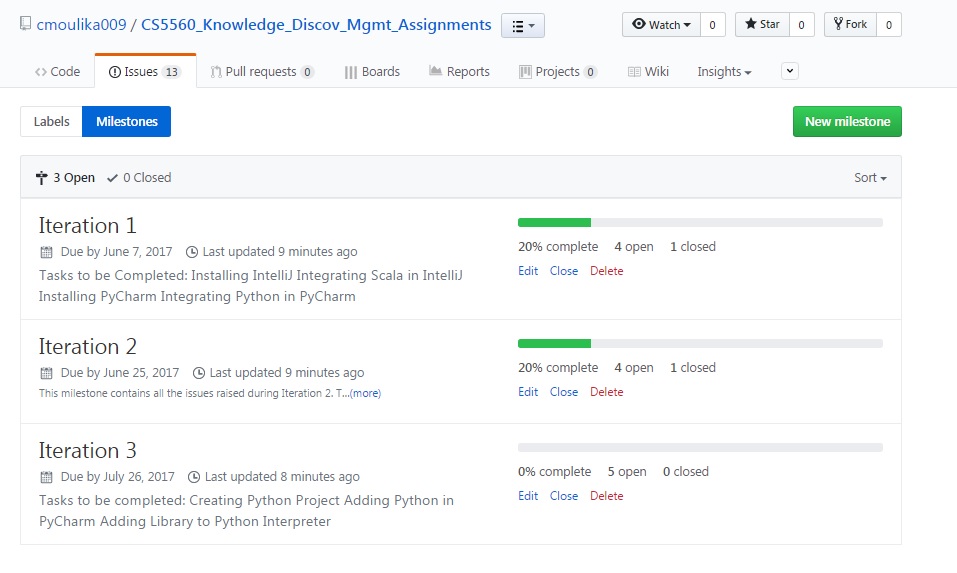 cmoulika009 / CS5560_Knowledge_Discov_Mgmt_Assignments
Watch 0 Star 0 Fork 0
Code Issues 13 Pull requests 0 Boards Reports Projects 0 Wiki Insights
Labels Milestones New milestone
3 Open 0 Closed Sort
Iteration 1
Due by June 7, 2017 Last updated 9 minutes ago
Tasks to be Completed: Installing IntelliJ Integrating Scala in IntelliJ
Installing PyCharm Integrating Python in PyCharm
20% complete 4 open 1 closed
Edit Close Delete
Iteration 2
Due by June 25, 2017 Last updated 9 minutes ago
This milestone contains all the issues raised during Iteration 2. T...(more)
20% complete 4 open 1 closed
Edit Close Delete
Iteration 3
Due by July 26, 2017 Last updated 8 minutes ago
Tasks to be completed: Creating Python Project Adding Python in
PyCharm Adding Library to Python Interpreter
0% complete 5 open 0 closed
Edit Close Delete